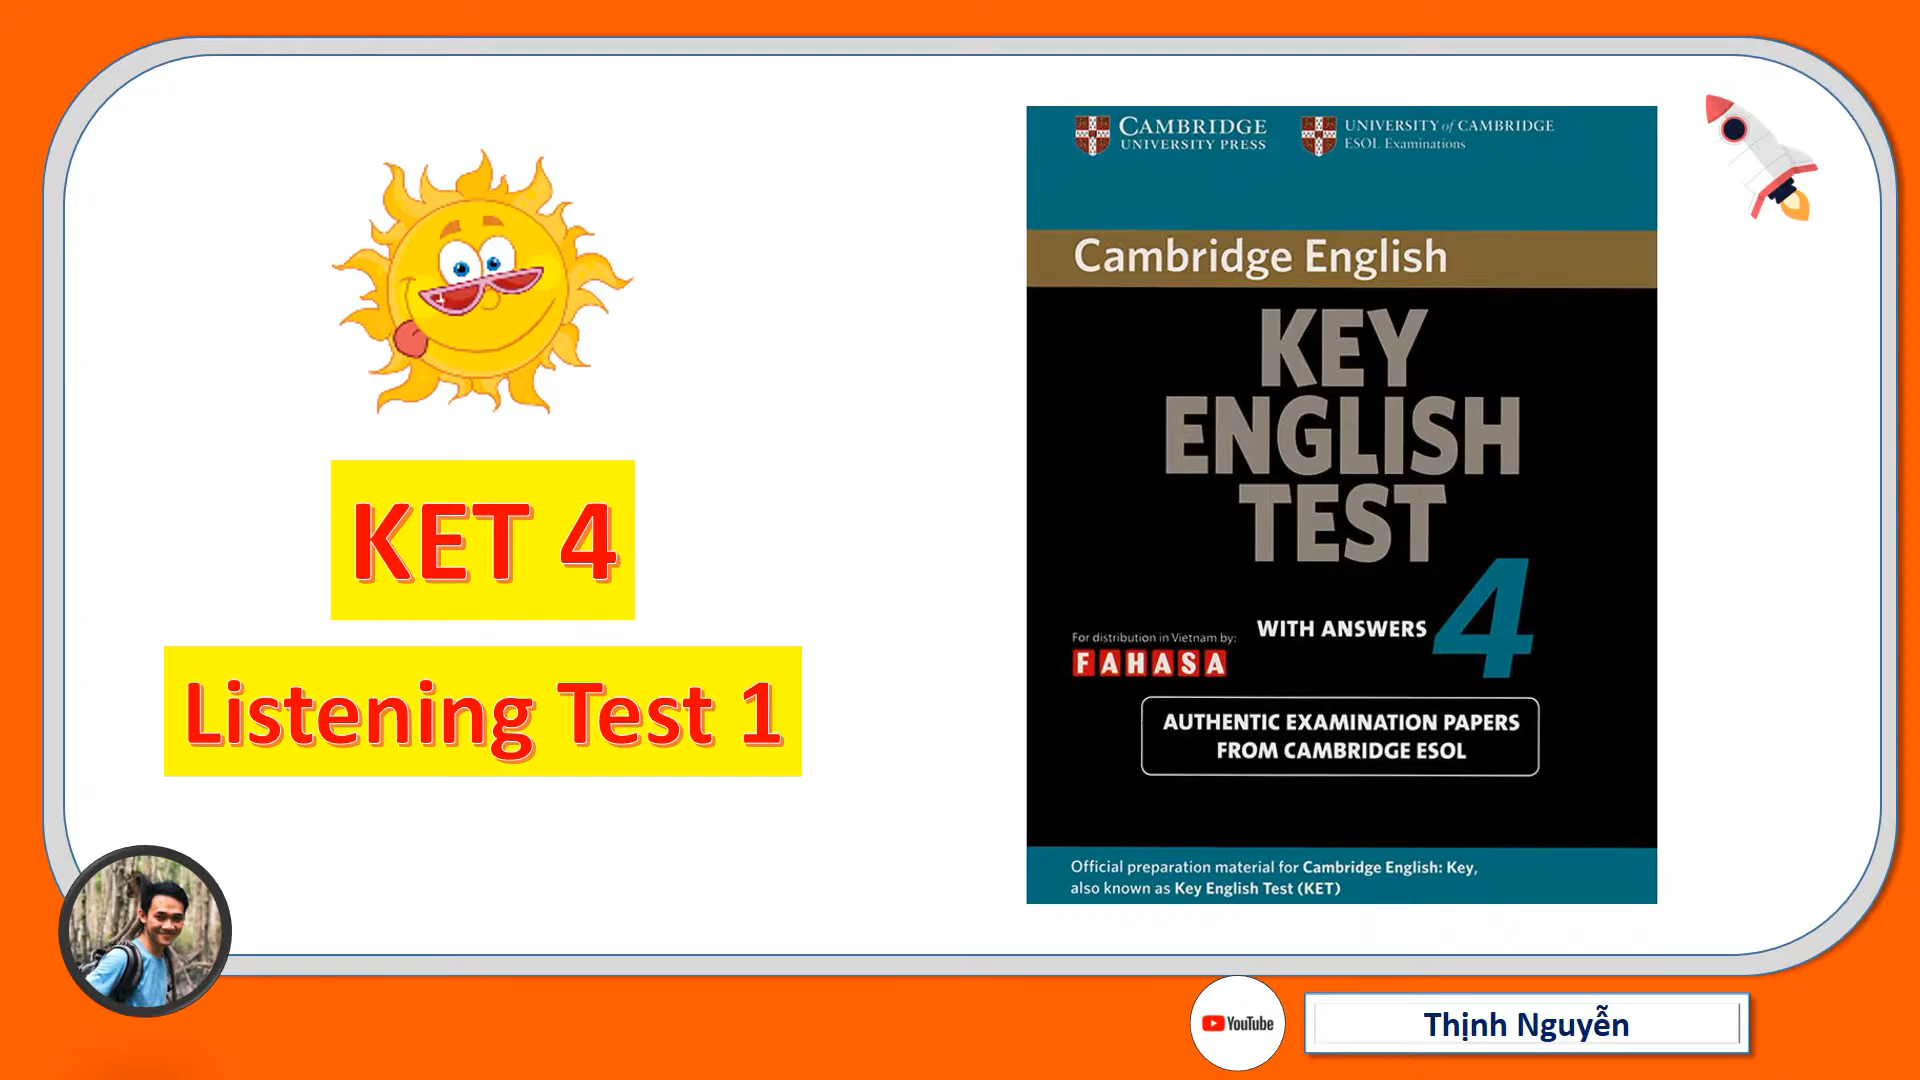 KET 4
Listening Test 1
CAMBRIDGE
UNIVERSITY PRESS
UNIVERSITY of CAMBRIDGE
ESOL Examinations
Cambridge English
KEY
ENGLISH
TEST
4
WITH ANSWERS
For distribution in Vietnam by:
FAHASA
AUTHENTIC EXAMINATION PAPERS
FROM CAMBRIDGE ESOL
Official preparation material for Cambridge English: Key,
also known as Key English Test (KET)
YouTube
Thịnh Nguyễn